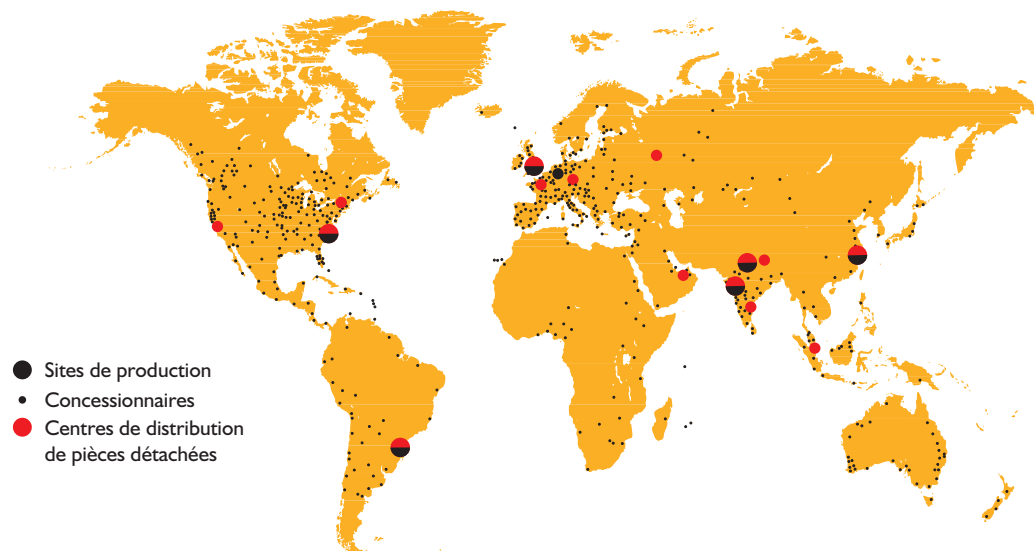 Sites de production
Concessionnaires
Centres de distribution
de pièces détachées